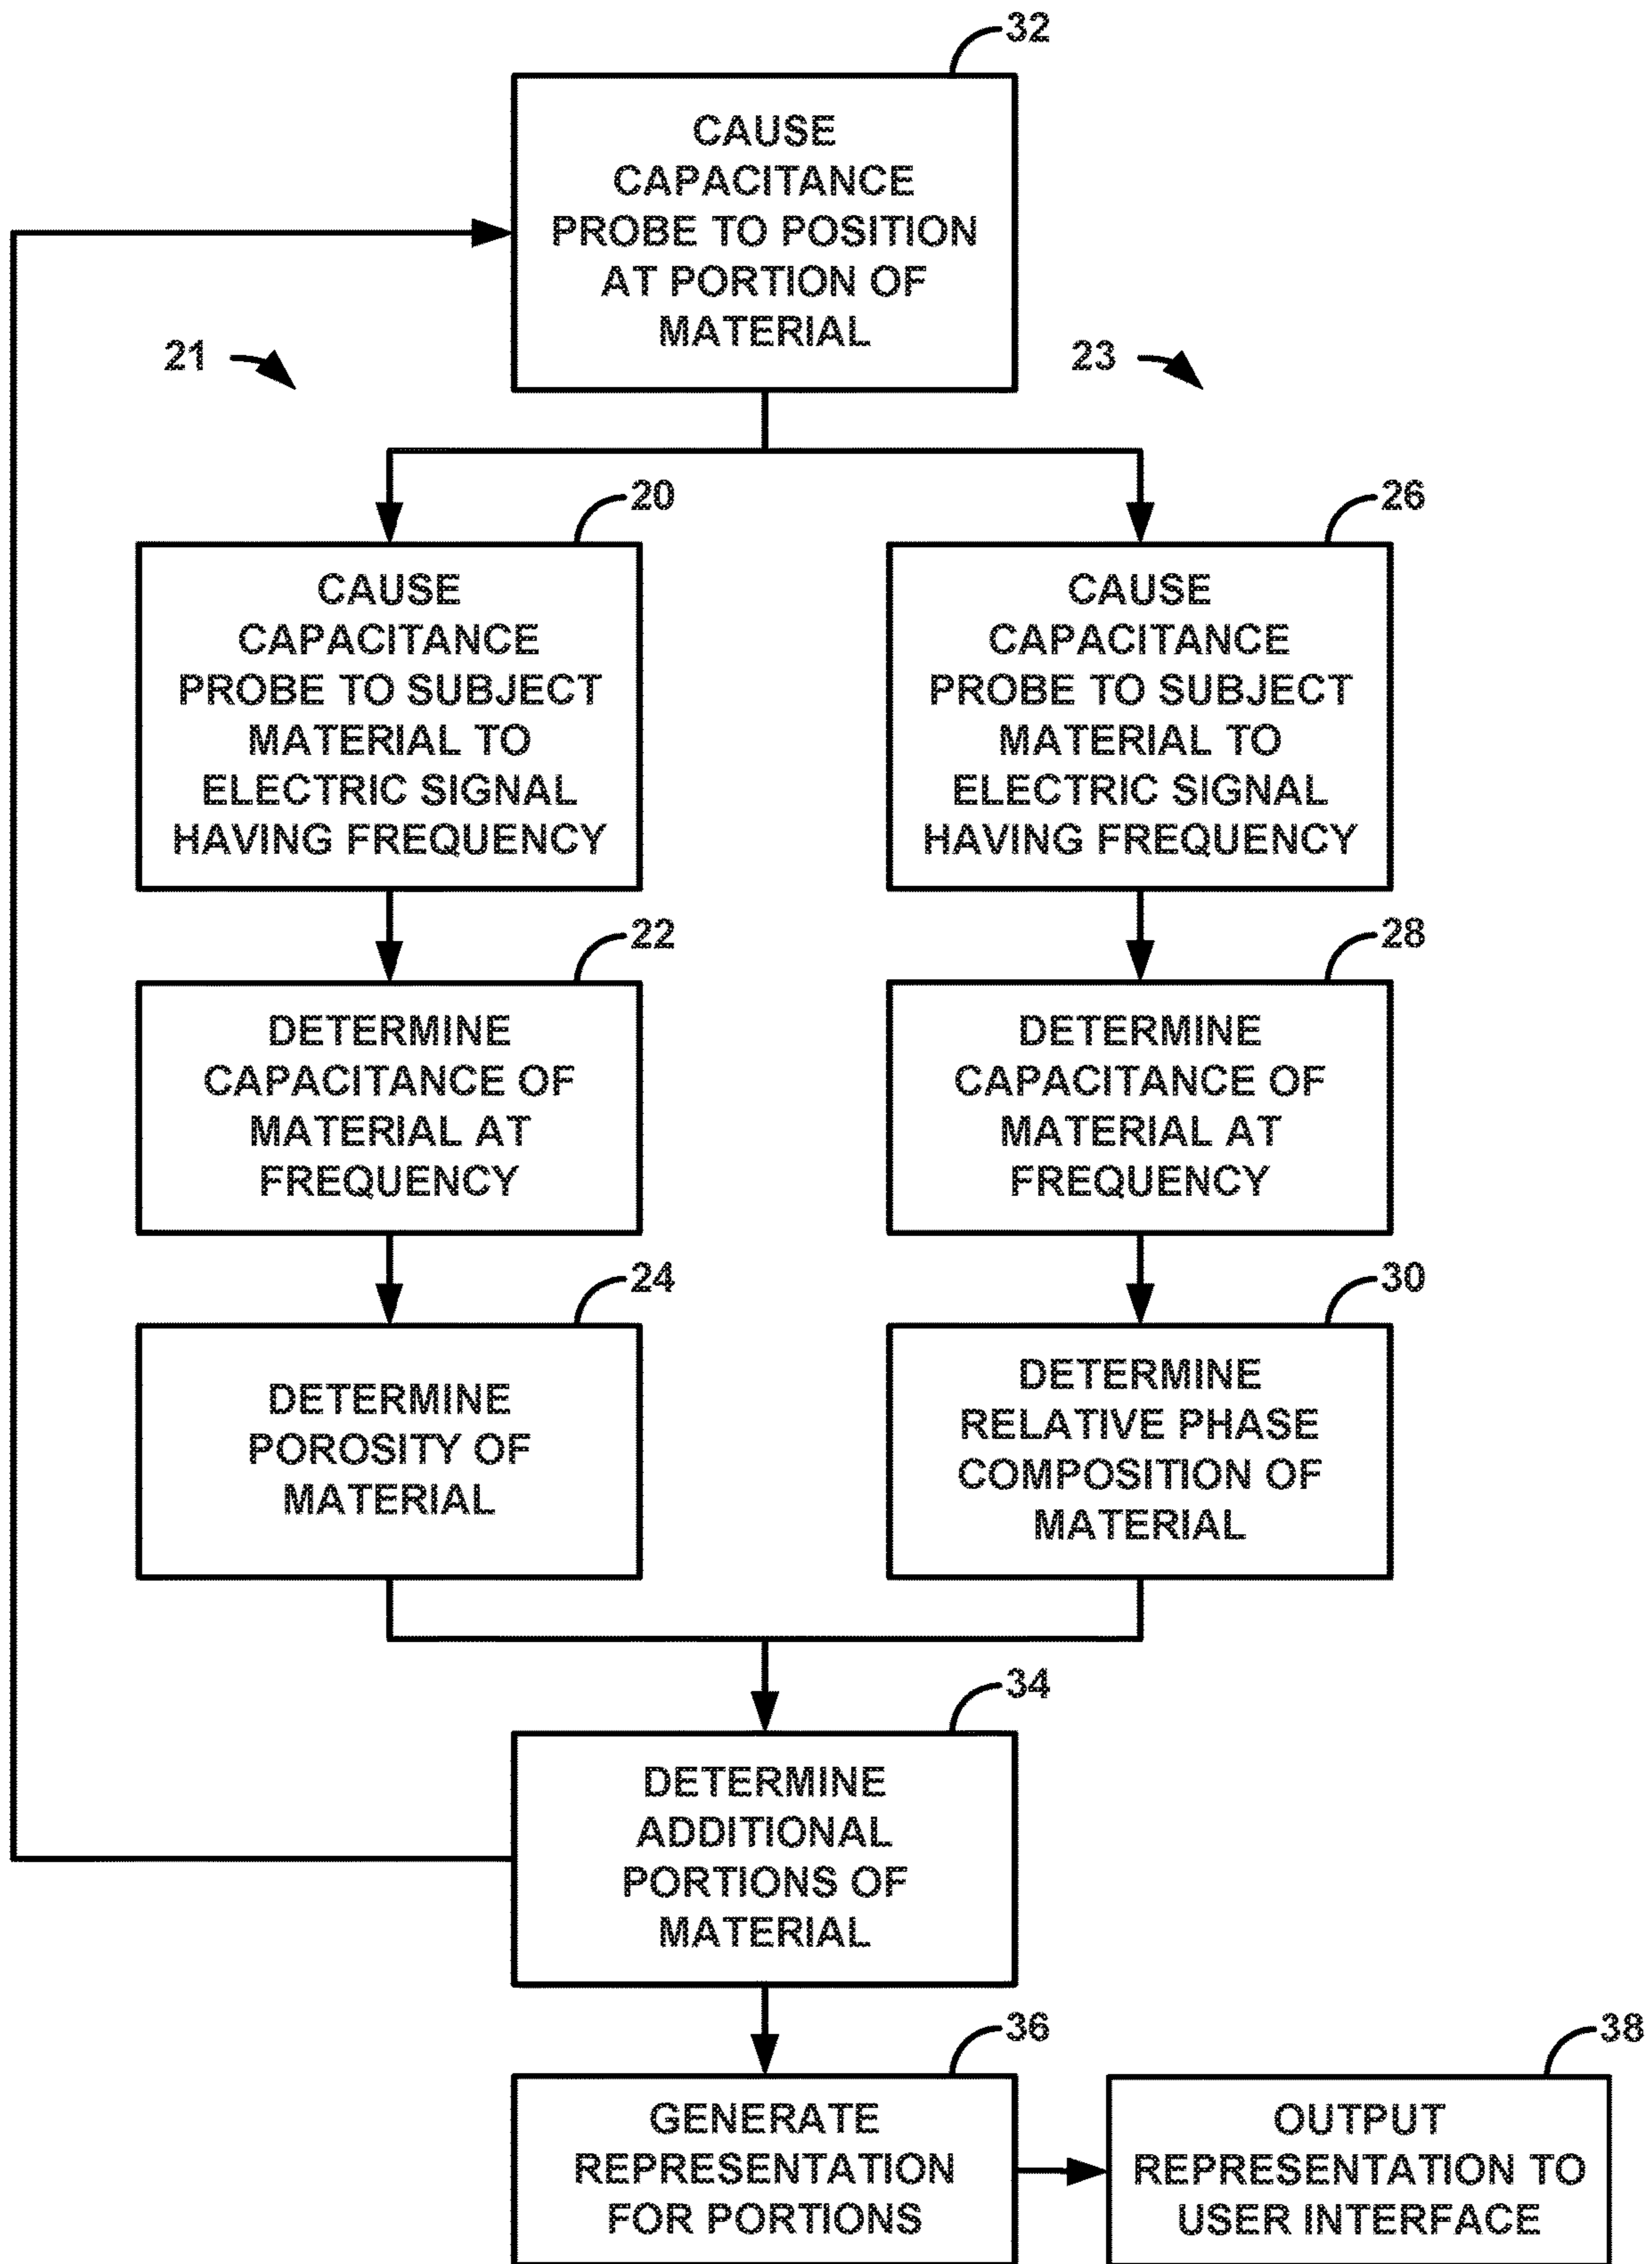 32
CAUSE
CAPACITANCE
PROBE TO POSITION
AT PORTION OF
MATERIAL
21
23
20
CAUSE
CAPACITANCE
PROBE TO SUBJECT
MATERIAL TO
ELECTRIC SIGNAL
HAVING FREQUENCY
26
CAUSE
CAPACITANCE
PROBE TO SUBJECT
MATERIAL TO
ELECTRIC SIGNAL
HAVING FREQUENCY
22
DETERMINE
CAPACITANCE OF
MATERIAL AT
FREQUENCY
28
DETERMINE
CAPACITANCE OF
MATERIAL AT
FREQUENCY
24
DETERMINE
POROSITY OF
MATERIAL
30
DETERMINE
RELATIVE PHASE
COMPOSITION OF
MATERIAL
34
DETERMINE
ADDITIONAL
PORTIONS OF
MATERIAL
36
GENERATE
REPRESENTATION
FOR PORTIONS
38
OUTPUT
REPRESENTATION TO
USER INTERFACE